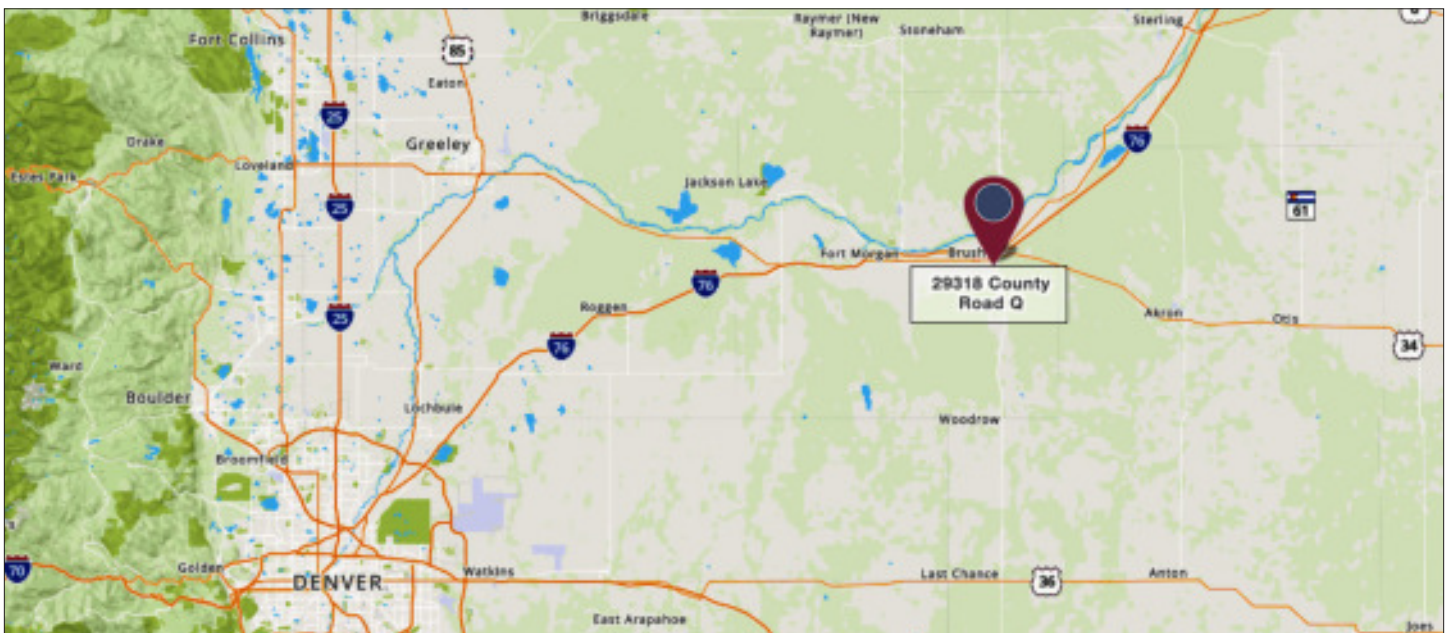 Briggsdale
Raymer (New
Raymer)
Stoneham
Sterling
6
Fort Collins
85
Eaton
25
76
Drake
Greeley
Loveland
Estes Park
Jackson Lake
25
61
Fort Morgan
Brush
29318 County
Road Q
76
25
Roggen
Akron
Otis
76
34
Ward
Boulder
Lochbuie
Woodrow
Broomfield
70
Golden
DENVER
Watkins
Last Chance
36
Anton
East Arapahoe
Joes